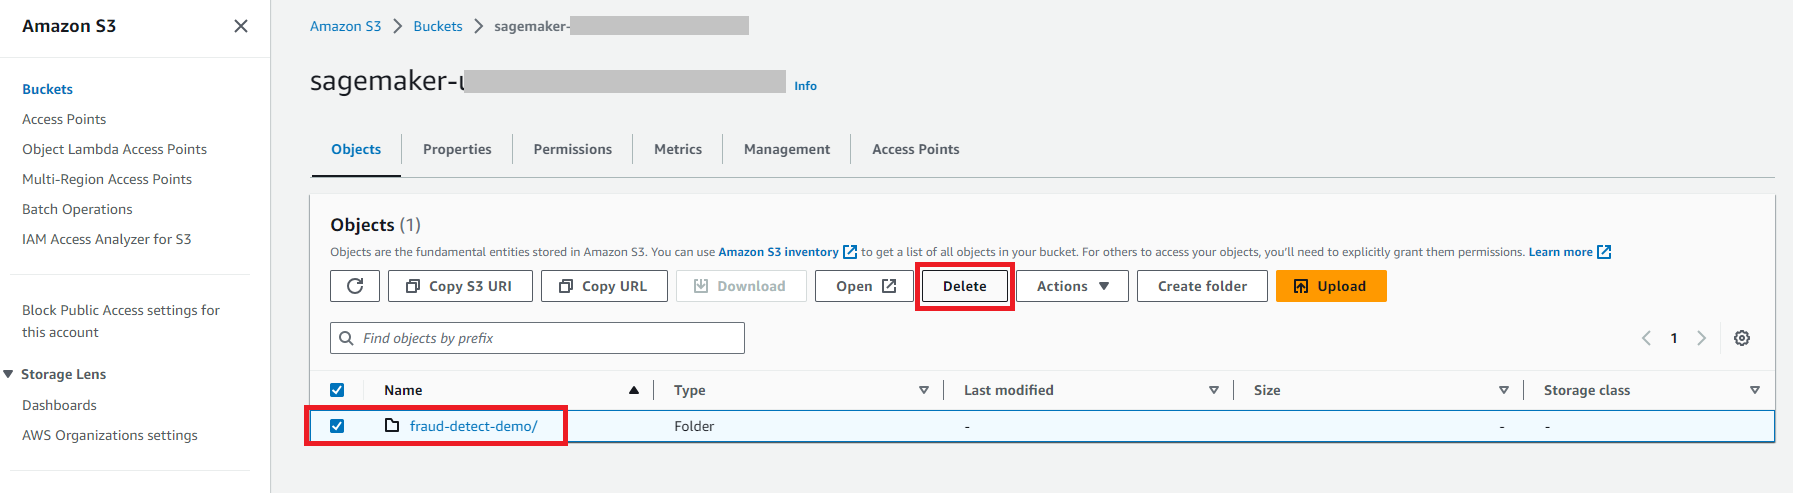 Amazon S3
Buckets
Access Points
Object Lambda Access Points
Multi-Region Access Points
Batch Operations
IAM Access Analyzer for S3
Block Public Access settings for
this account
Storage Lens
Dashboards
AWS Organizations settings
Amazon S3 Buckets sagemaker-
sagemaker-u Info
Objects Properties Permissions Metrics Management Access Points
Objects (1)
Objects are the fundamental entities stored in Amazon S3. You can use Amazon S3 inventory to get a list of all objects in your bucket. For others to access your objects, you'll need to explicitly grant them permissions. Learn more
Copy S3 URI Copy URL Download Open Delete Actions Create folder Upload
Find objects by prefix 1
Name Type Last modified Size Storage class
fraud-detect-demo/ Folder - - -